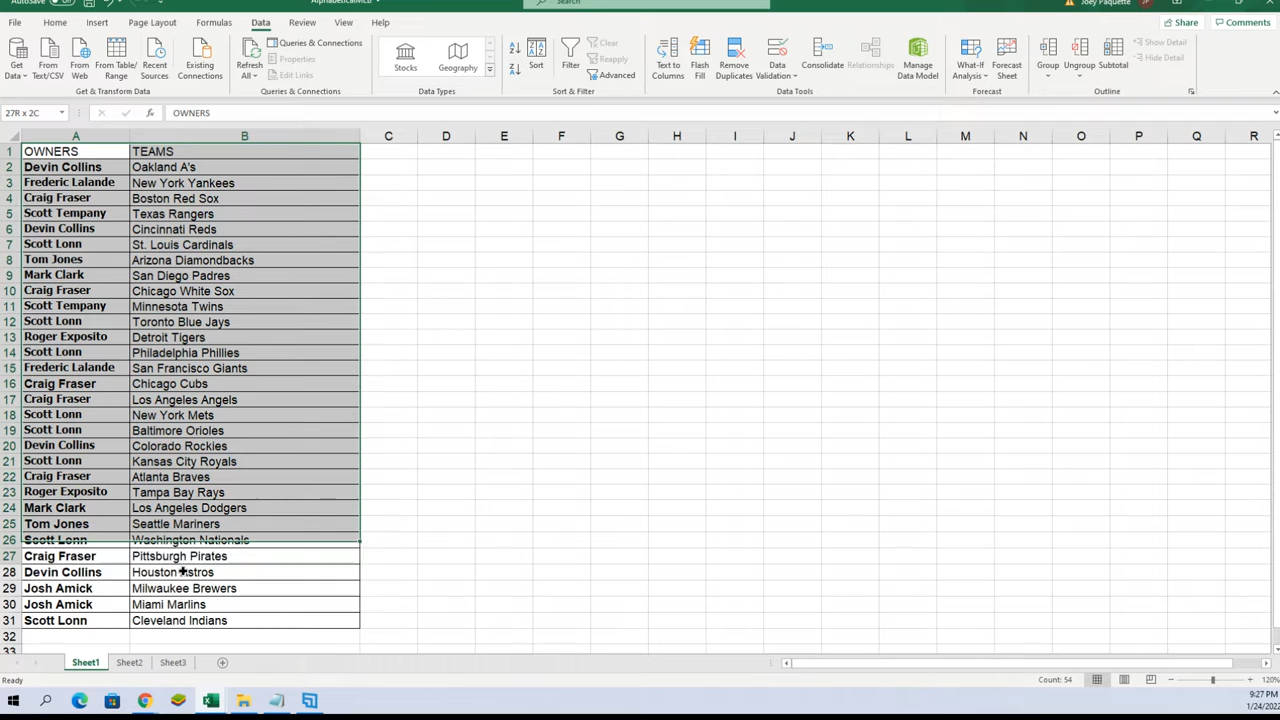 AutoSave Off AlphabeticalMLB Search Joey Paquette JP
File Home Insert Page Layout Formulas Data Review View Help Share Comments
Get Data From Text/CSV From Web From Table/Range Recent Sources Existing Connections
Get & Transform Data
Refresh All Queries & Connections Properties Edit Links
Queries & Connections
Stocks Geography
Data Types
Sort Filter Clear Reapply Advanced
Sort & Filter
Text to Columns Flash Fill Remove Duplicates Data Validation Consolidate Relationships Manage Data Model
Data Tools
What-If Analysis Forecast Sheet
Forecast
Group Ungroup Subtotal Show Detail Hide Detail
Outline
27R x 2C fx OWNERS
A B C D E F G H I J K L M N O P Q R
1 OWNERS TEAMS
2 Devin Collins Oakland A's
3 Frederic Lalande New York Yankees
4 Craig Fraser Boston Red Sox
5 Scott Tempany Texas Rangers
6 Devin Collins Cincinnati Reds
7 Scott Lonn St. Louis Cardinals
8 Tom Jones Arizona Diamondbacks
9 Mark Clark San Diego Padres
10 Craig Fraser Chicago White Sox
11 Scott Tempany Minnesota Twins
12 Scott Lonn Toronto Blue Jays
13 Roger Exposito Detroit Tigers
14 Scott Lonn Philadelphia Phillies
15 Frederic Lalande San Francisco Giants
16 Craig Fraser Chicago Cubs
17 Craig Fraser Los Angeles Angels
18 Scott Lonn New York Mets
19 Scott Lonn Baltimore Orioles
20 Devin Collins Colorado Rockies
21 Scott Lonn Kansas City Royals
22 Craig Fraser Atlanta Braves
23 Roger Exposito Tampa Bay Rays
24 Mark Clark Los Angeles Dodgers
25 Tom Jones Seattle Mariners
26 Scott Lonn Washington Nationals
27 Craig Fraser Pittsburgh Pirates
28 Devin Collins Houston Astros
29 Josh Amick Milwaukee Brewers
30 Josh Amick Miami Marlins
31 Scott Lonn Cleveland Indians
32
33
Sheet1 Sheet2 Sheet3
Ready Count: 54 120%
9:27 PM
1/24/2022